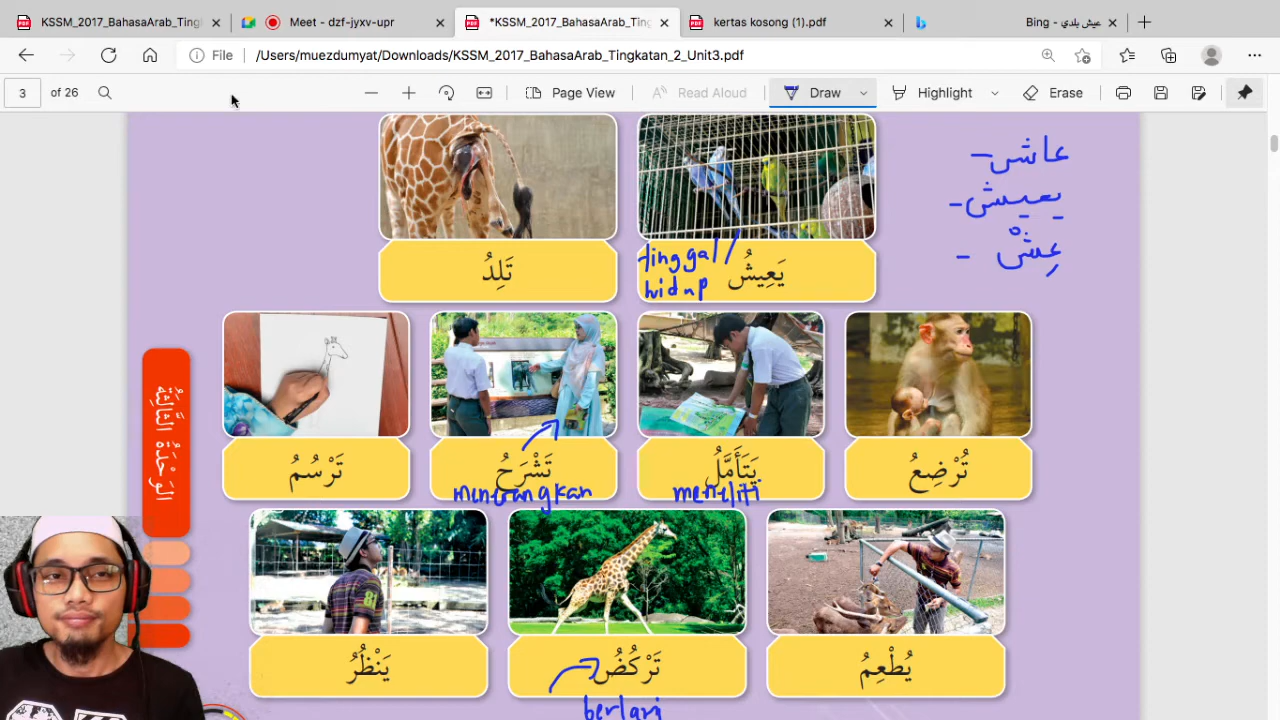 KSSM_2017_BahasaArab_Tingl
Meet - dzf-jyxv-upr
*KSSM_2017_BahasaArab_Tin
kertas kosong (1).pdf
Bing - عيش بلدي
File
/Users/muezdumyat/Downloads/KSSM_2017_BahasaArab_Tingkatan_2_Unit3.pdf
3 of 26
Page View
Read Aloud
Draw
Highlight
Erase
عاش -
يعيش -
عِشْ -
يَعِيشُ
tinggal /
hidup
تَلِدُ
تُرْضِعُ
يَتَأَمَّلُ
meneliti
تَشْرَحُ
menerangkan
تَرْسُمُ
الوَحْدَةُ الثَّالِثَةُ
يُطْعِمُ
تَرْكُضُ
berlari
يَنْظُرُ